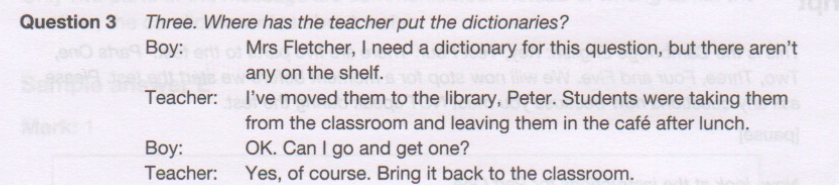 Question 3 Three. Where has the teacher put the dictionaries?
Boy: Mrs Fletcher, I need a dictionary for this question, but there aren't
any on the shelf.
Teacher: I've moved them to the library, Peter. Students were taking them
from the classroom and leaving them in the café after lunch.
Boy: OK. Can I go and get one?
Teacher: Yes, of course. Bring it back to the classroom.